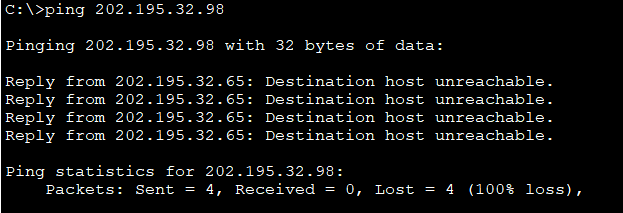 C:\>ping 202.195.32.98
Pinging 202.195.32.98 with 32 bytes of data:
Reply from 202.195.32.65: Destination host unreachable.
Reply from 202.195.32.65: Destination host unreachable.
Reply from 202.195.32.65: Destination host unreachable.
Reply from 202.195.32.65: Destination host unreachable.
Ping statistics for 202.195.32.98:
    Packets: Sent = 4, Received = 0, Lost = 4 (100% loss),